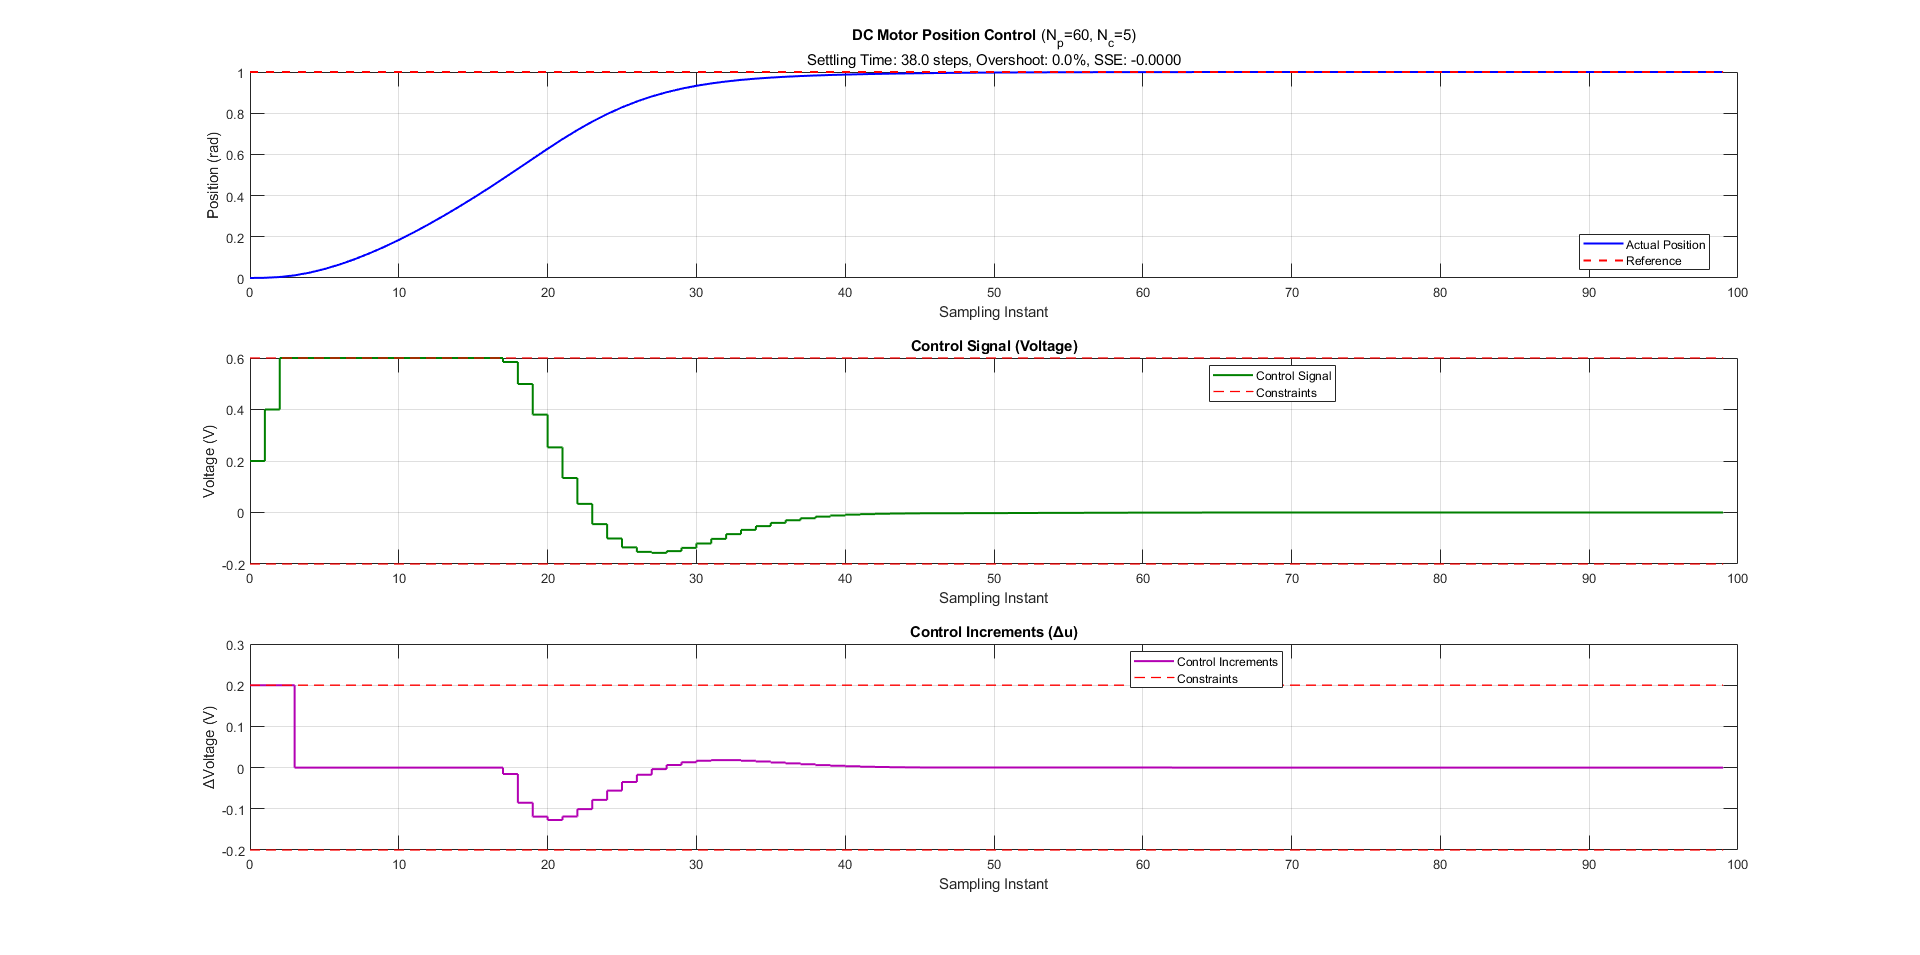 DC Motor Position Control (Np=60, Nc=5)
Settling Time: 38.0 steps, Overshoot: 0.0%, SSE: -0.0000
1
0.8
0.6
0.4
0.2
0
Position (rad)
Actual Position
Reference
0 10 20 30 40 50 60 70 80 90 100
Sampling Instant
Control Signal (Voltage)
0.6
0.4
0.2
0
-0.2
Voltage (V)
Control Signal
Constraints
0 10 20 30 40 50 60 70 80 90 100
Sampling Instant
Control Increments (Δu)
0.3
0.2
0.1
0
-0.1
-0.2
ΔVoltage (V)
Control Increments
Constraints
0 10 20 30 40 50 60 70 80 90 100
Sampling Instant